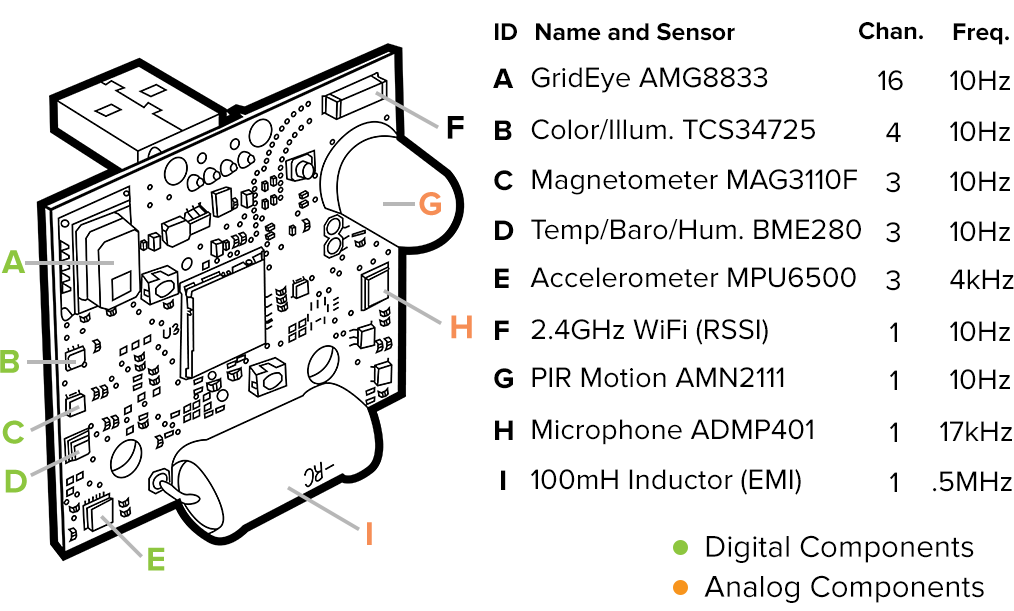 ID Name and Sensor Chan. Freq.
A GridEye AMG8833 16 10Hz
B Color/Illum. TCS34725 4 10Hz
C Magnetometer MAG3110F 3 10Hz
D Temp/Baro/Hum. BME280 3 10Hz
E Accelerometer MPU6500 3 4kHz
F 2.4GHz WiFi (RSSI) 1 10Hz
G PIR Motion AMN2111 1 10Hz
H Microphone ADMP401 1 17kHz
I 100mH Inductor (EMI) 1 .5MHz
Digital Components
Analog Components
F
G
A
H
U3
B
C
D
-RC
I
E